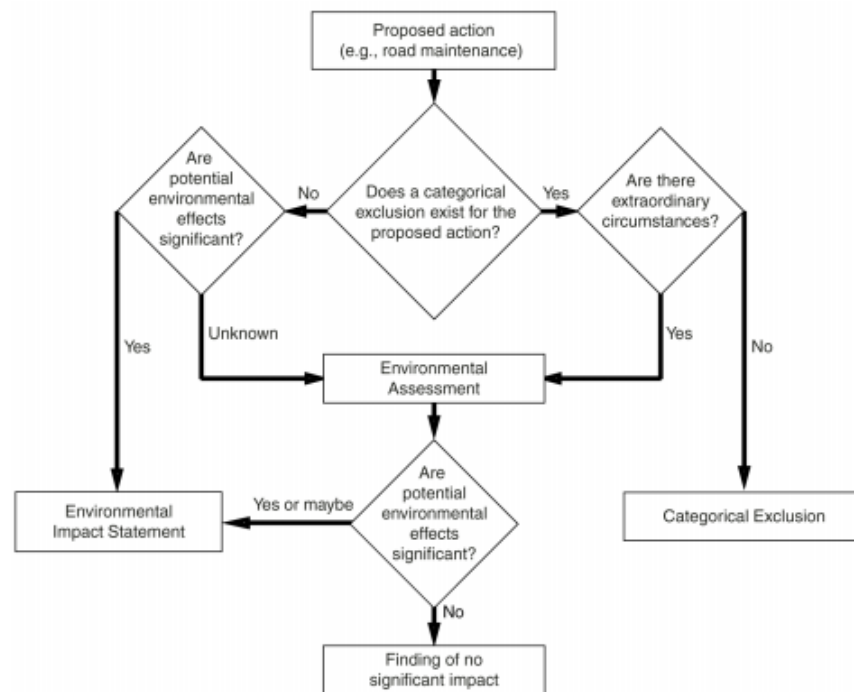 Proposed action
(e.g., road maintenance)
Are
potential
environmental
effects
significant?
No
Does a categorical
exclusion exist for the
proposed action?
Yes
Are there
extraordinary
circumstances?
Yes
Unknown
Yes
No
Environmental
Assessment
Environmental
Impact Statement
Yes or maybe
Are
potential
environmental
effects
significant?
Categorical Exclusion
No
Finding of no
significant impact